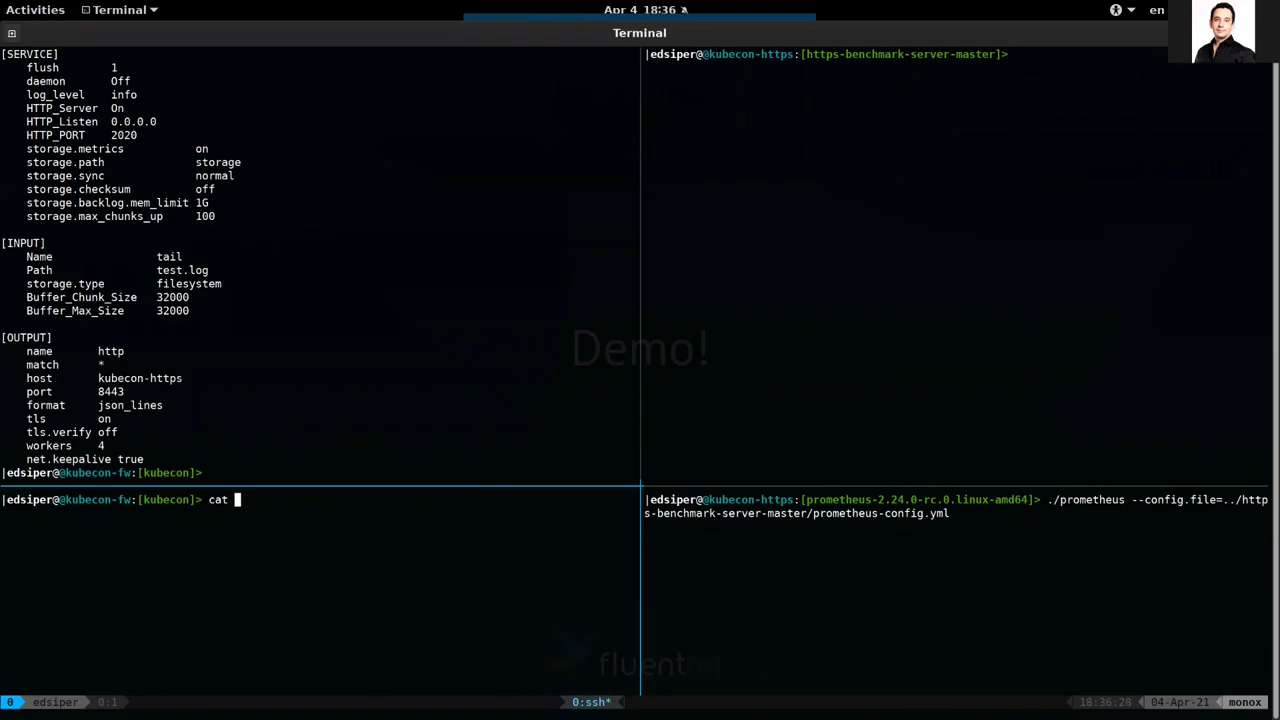 Activities Terminal Apr 4 18:36 en
Terminal
[SERVICE]
flush 1
daemon Off
log_level info
HTTP_Server On
HTTP_Listen 0.0.0.0
HTTP_PORT 2020
storage.metrics on
storage.path storage
storage.sync normal
storage.checksum off
storage.backlog.mem_limit 1G
storage.max_chunks_up 100
[INPUT]
Name tail
Path test.log
storage.type filesystem
Buffer_Chunk_Size 32000
Buffer_Max_Size 32000
[OUTPUT]
name http
match *
host kubecon-https
port 8443
format json_lines
tls on
tls.verify off
workers 4
net.keepalive true
|edsiper@@kubecon-fw:[kubecon]>
|edsiper@@kubecon-https:[https-benchmark-server-master]>
Demo!
|edsiper@@kubecon-fw:[kubecon]> cat
|edsiper@@kubecon-https:[prometheus-2.24.0-rc.0.linux-amd64]> ./prometheus --config.file=../http
s-benchmark-server-master/prometheus-config.yml
0 edsiper 0:1 0:ssh* 18:36:28 04-Apr-21 monox